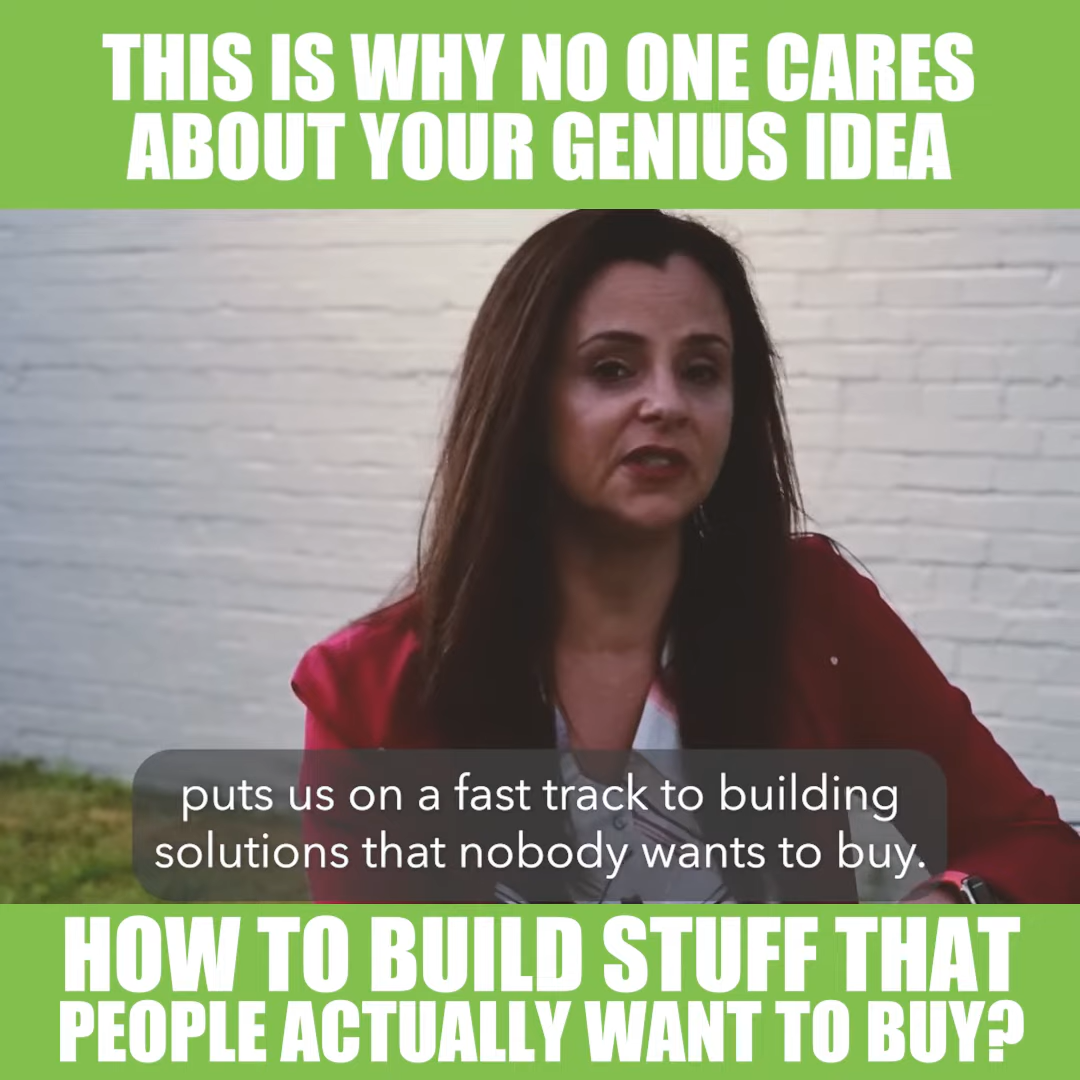 THIS IS WHY NO ONE CARES
ABOUT YOUR GENIUS IDEA
puts us on a fast track to building
solutions that nobody wants to buy.
HOW TO BUILD STUFF THAT
PEOPLE ACTUALLY WANT TO BUY?